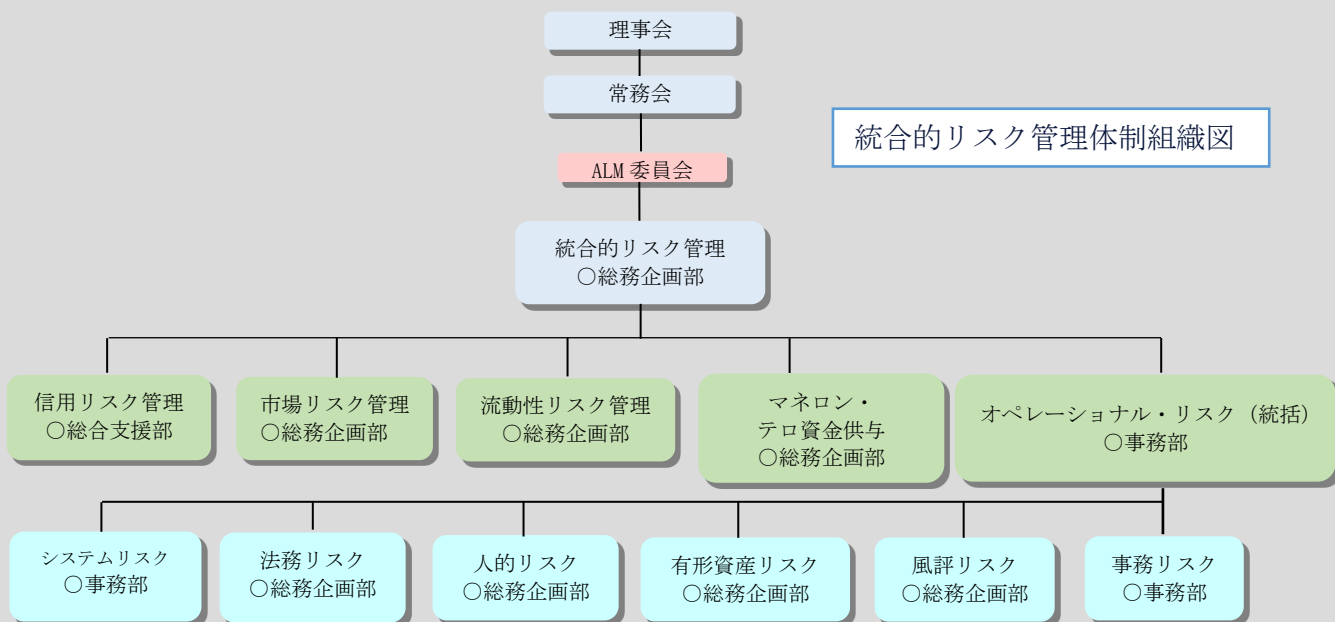 理事会
常務会
統合的リスク管理体制組織図
ALM 委員会
統合的リスク管理
○総務企画部
信用リスク管理
○総合支援部
市場リスク管理
○総務企画部
流動性リスク管理
○総務企画部
マネロン・
テロ資金供与
○総務企画部
オペレーショナル・リスク（統括）
○事務部
システムリスク
○事務部
法務リスク
○総務企画部
人的リスク
○総務企画部
有形資産リスク
○総務企画部
風評リスク
○総務企画部
事務リスク
○事務部